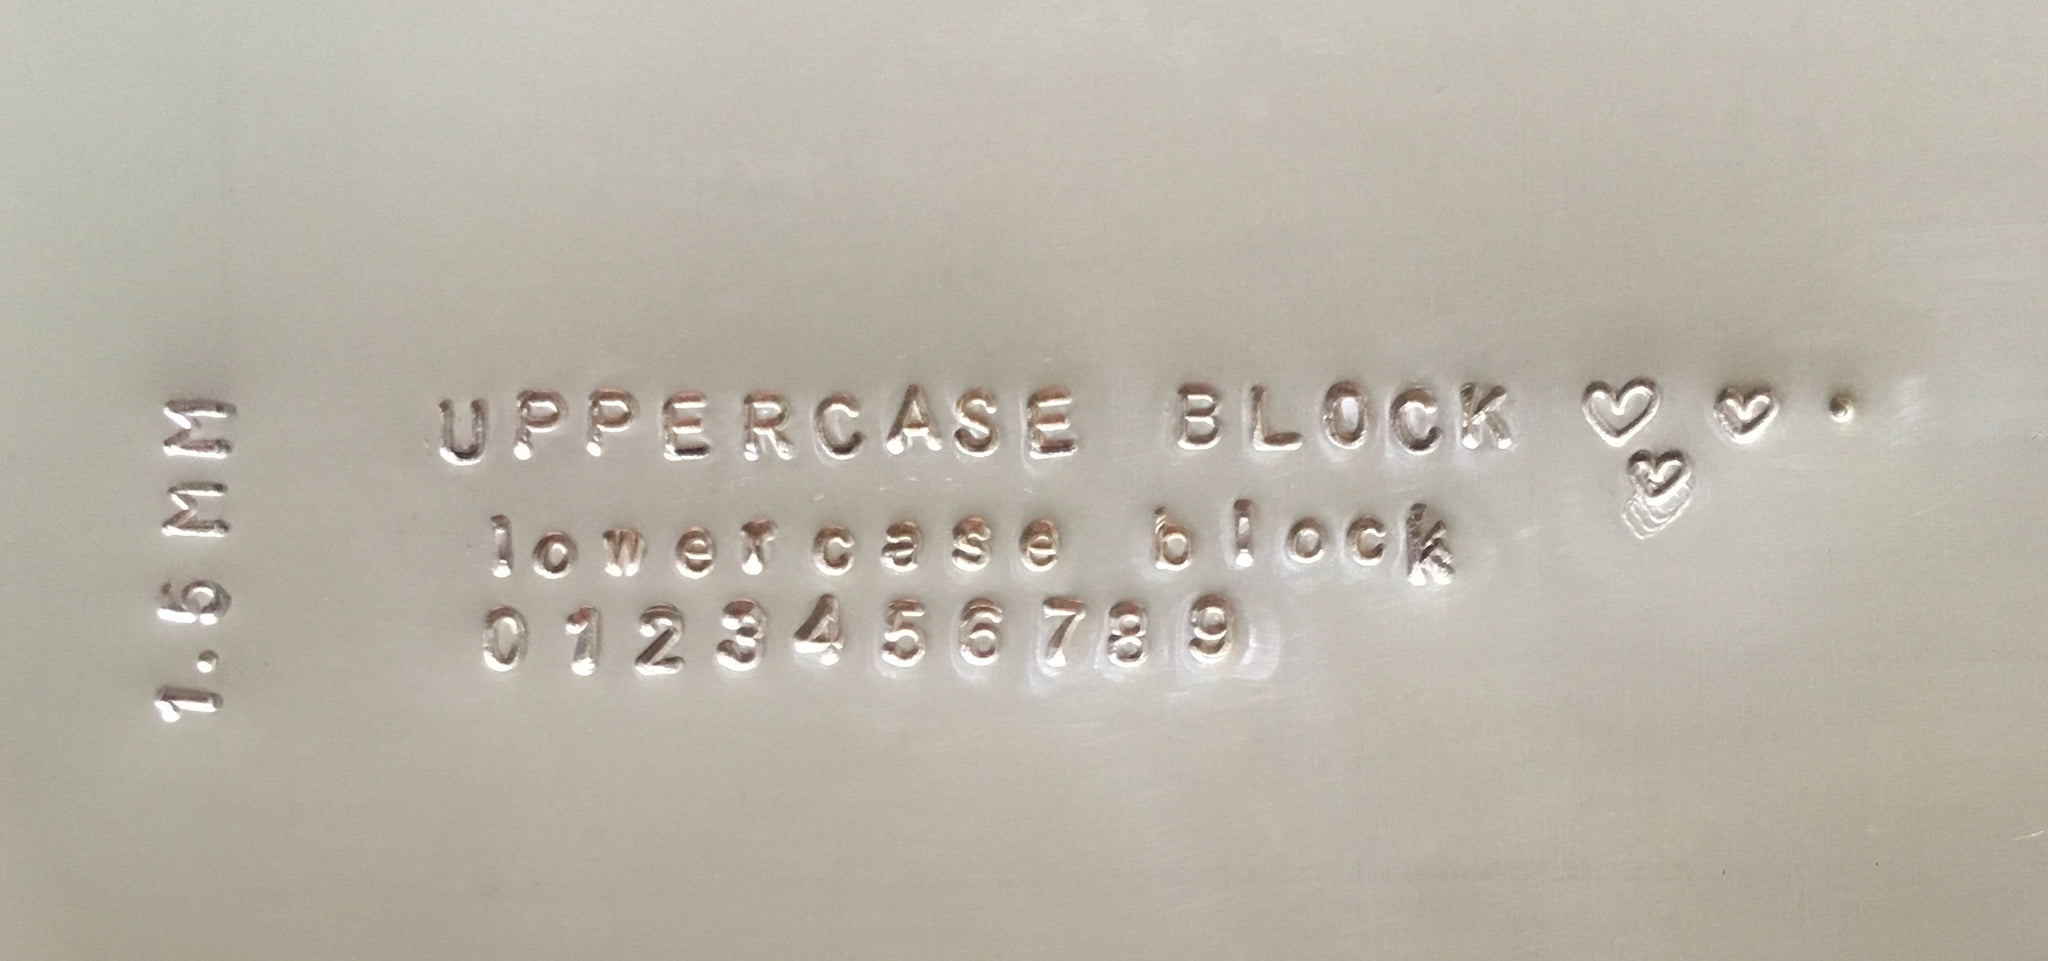 1.5 MM
UPPERCASE BLOCK ♡ ♡ .
♡
lowercase block
0123456789